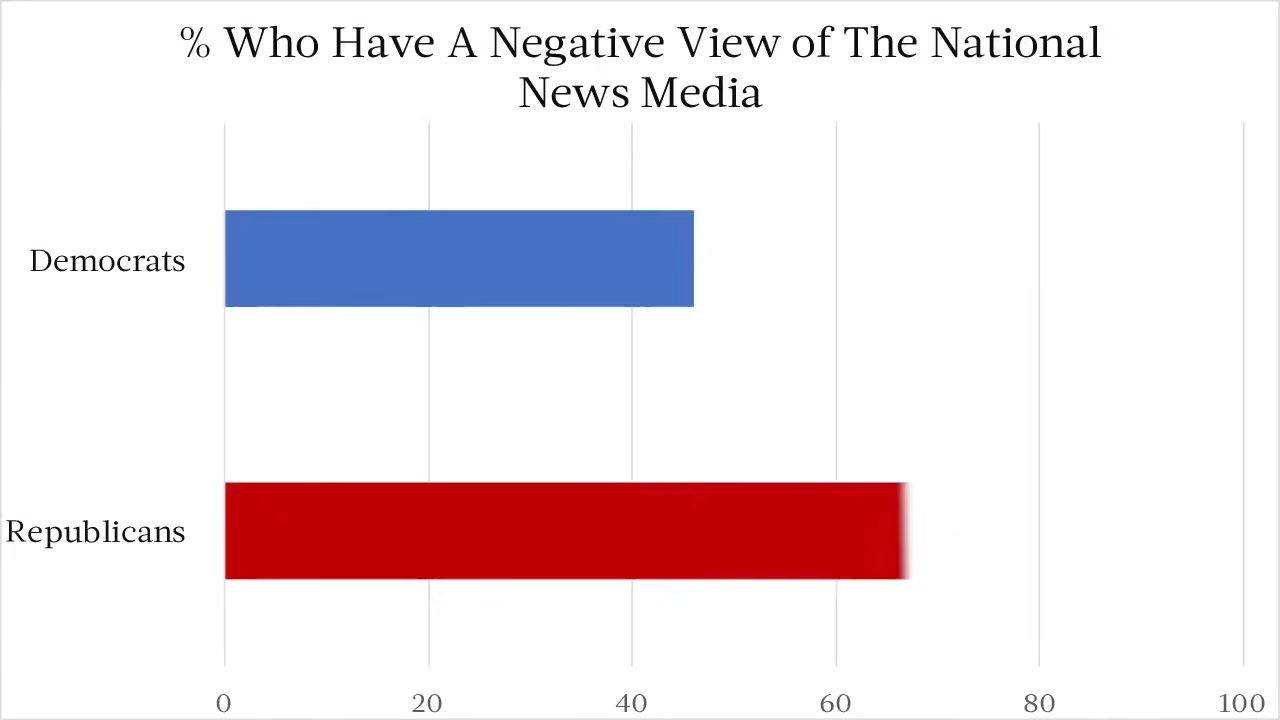 % Who Have A Negative View of The National
News Media
Democrats
Republicans
0 20 40 60 80 100